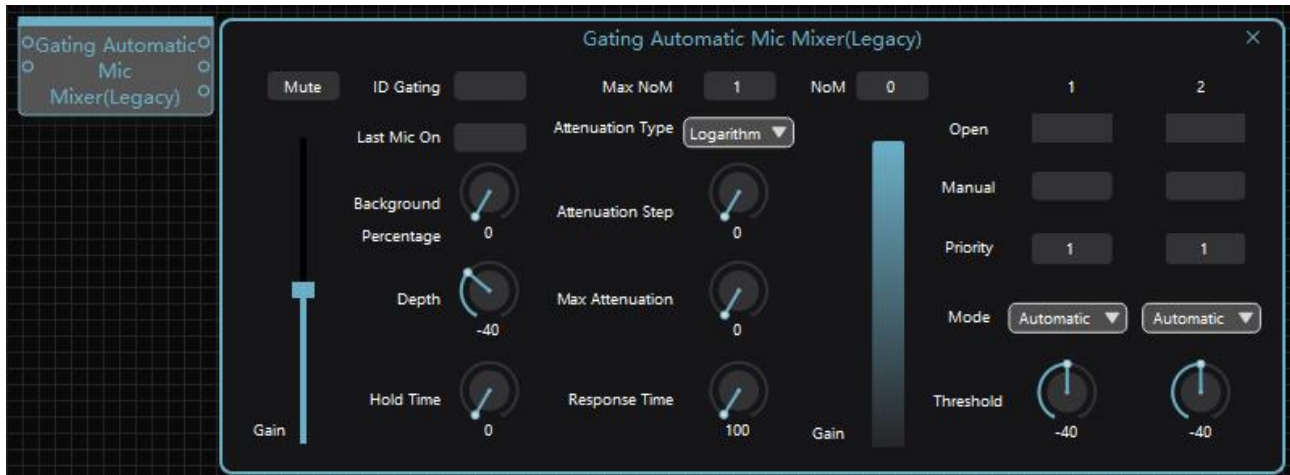 Gating Automatic
Mic
Mixer(Legacy)
Gating Automatic Mic Mixer(Legacy) ×
Mute ID Gating Max NoM 1 NoM 0 1 2
Last Mic On Attenuation Type Logarithm Open
Background
Percentage 0 Attenuation Step 0 Manual
Priority 1 1
Depth -40 Max Attenuation 0 Mode Automatic Automatic
Hold Time 0 Response Time 100 Threshold -40 -40
Gain Gain